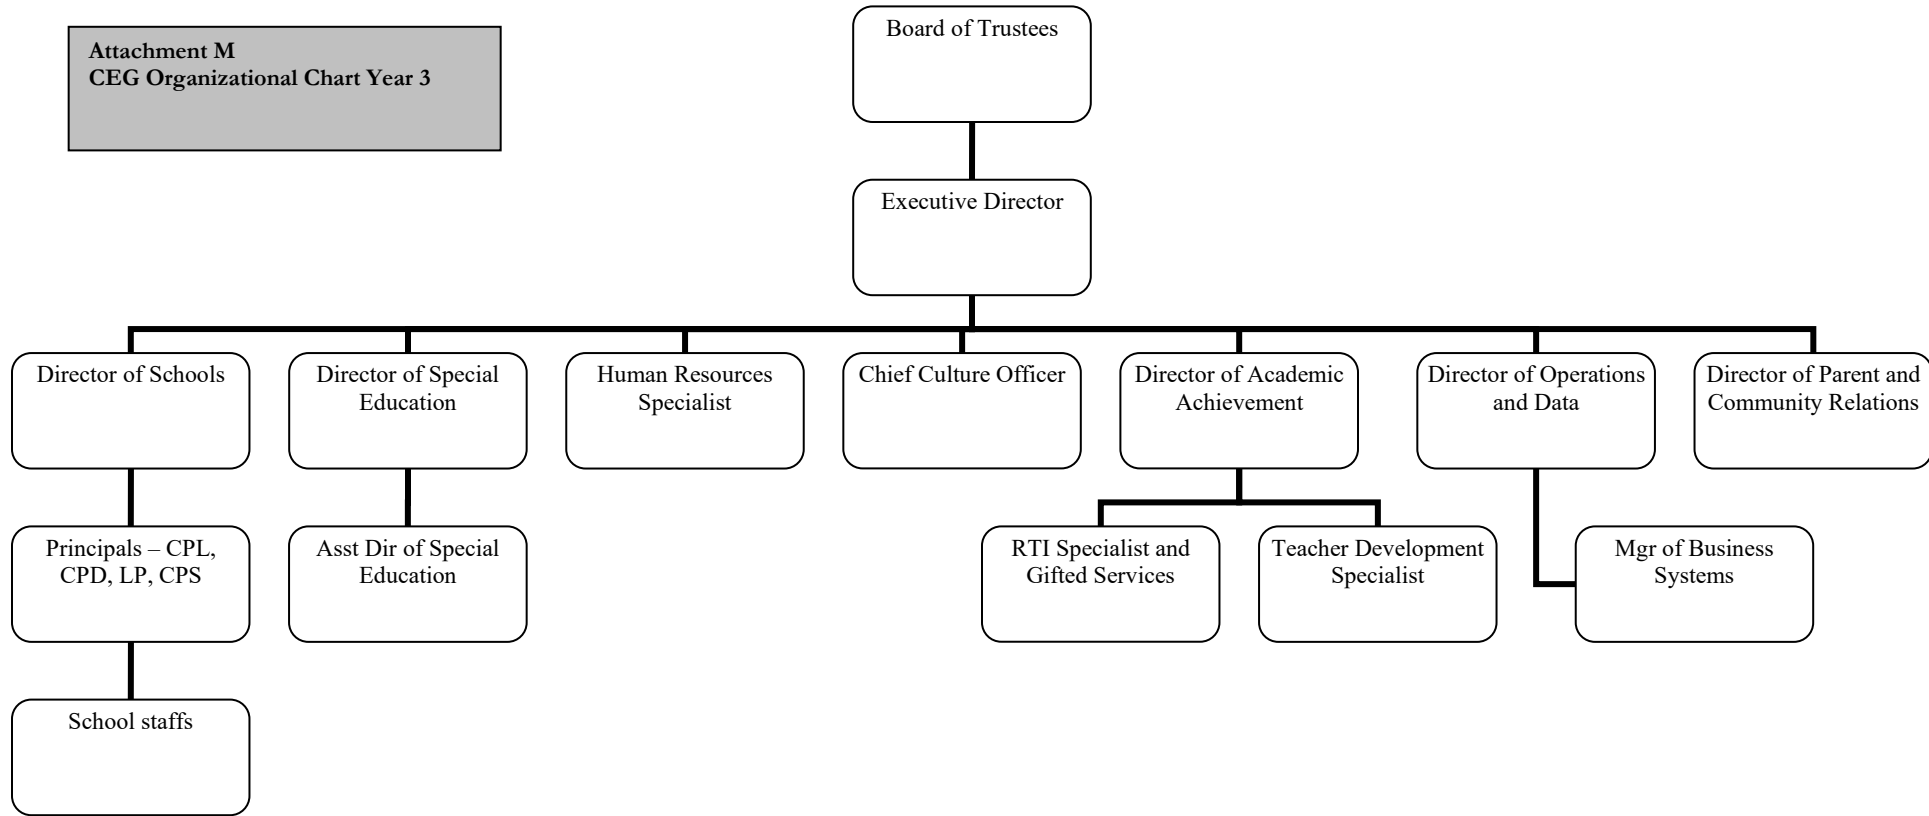 Attachment M
CEG Organizational Chart Year 3
Board of Trustees
Executive Director
Director of Schools
Director of Special
Education
Human Resources
Specialist
Chief Culture Officer
Director of Academic
Achievement
Director of Operations
and Data
Director of Parent and
Community Relations
Principals – CPL,
CPD, LP, CPS
Asst Dir of Special
Education
RTI Specialist and
Gifted Services
Teacher Development
Specialist
Mgr of Business
Systems
School staffs